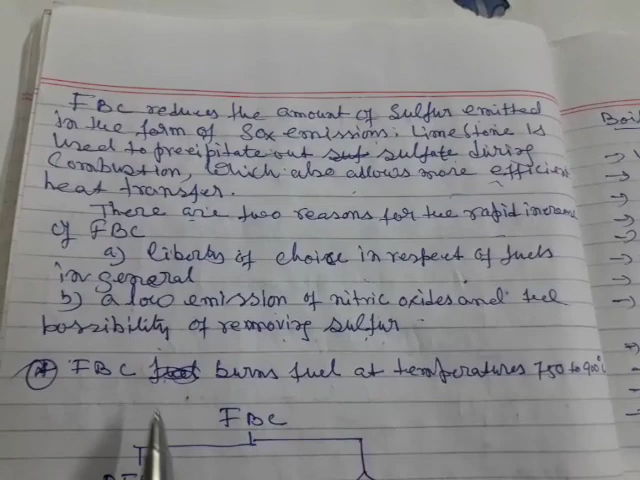 FBC reduces the amount of Sulfur emitted
in the form of Sox emissions. Limestone is
used to precipitate out sulfate during
Combustion, which also allows more efficient
heat transfer.
There are two reasons for the rapid increase
of FBC
a) liberty of choice in respect of fuels
in general
b) a low emission of nitric oxides and the
possibility of removing sulfur
FBC burns fuel at temperatures 750 to 900°
FBC
Boil